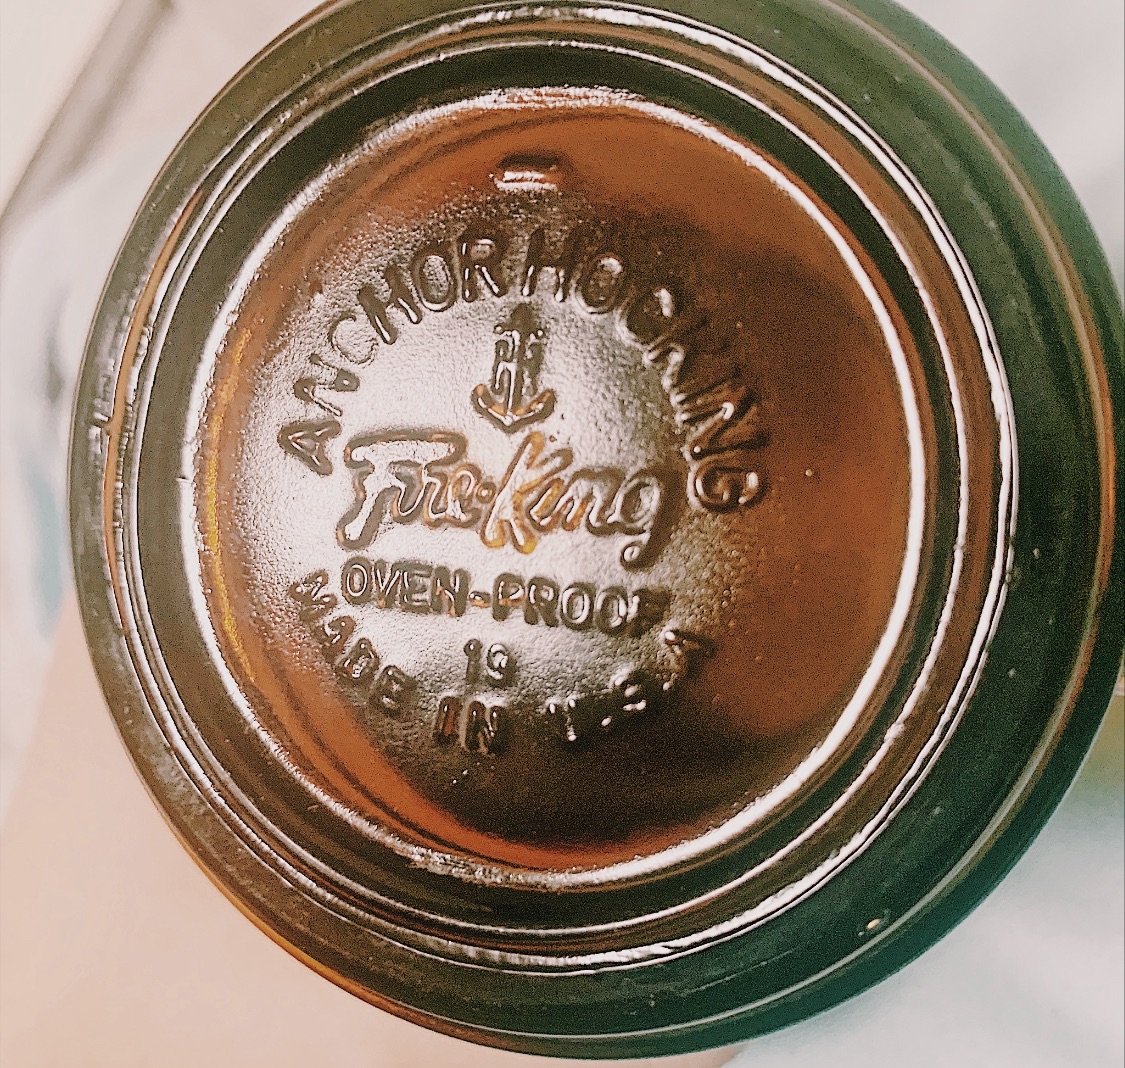 ANCHOR HOCKING
Fire-King
OVEN-PROOF
19
MADE IN U.S.A